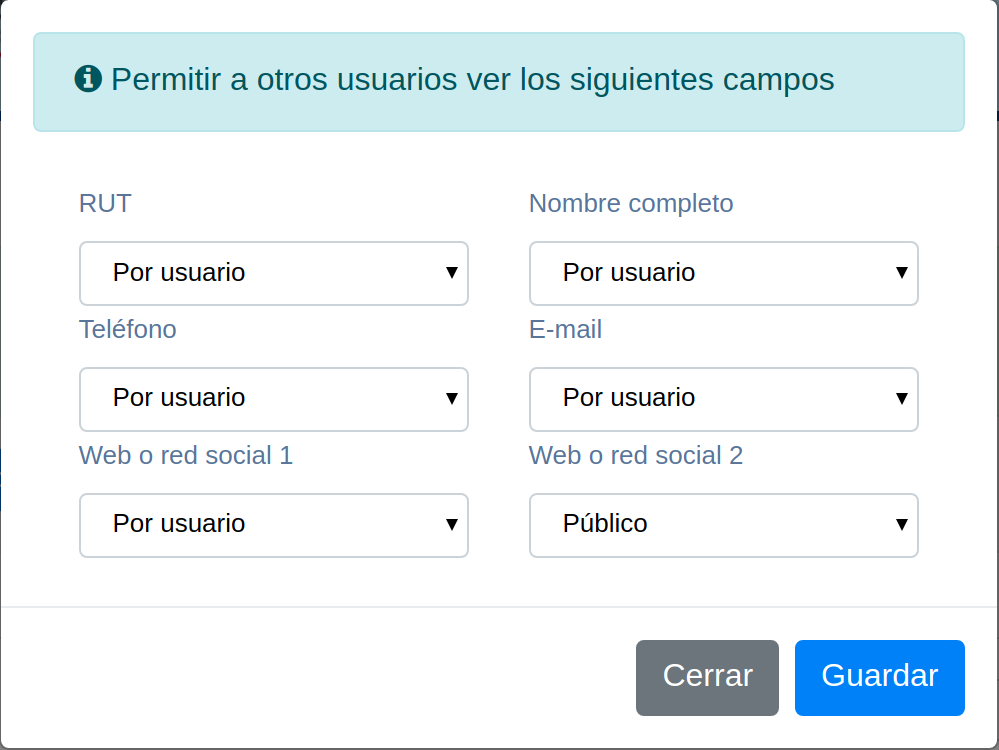 Permitir a otros usuarios ver los siguientes campos
RUT
Nombre completo
Por usuario
Por usuario
Teléfono
E-mail
Por usuario
Por usuario
Web o red social 1
Web o red social 2
Por usuario
Público
Cerrar
Guardar